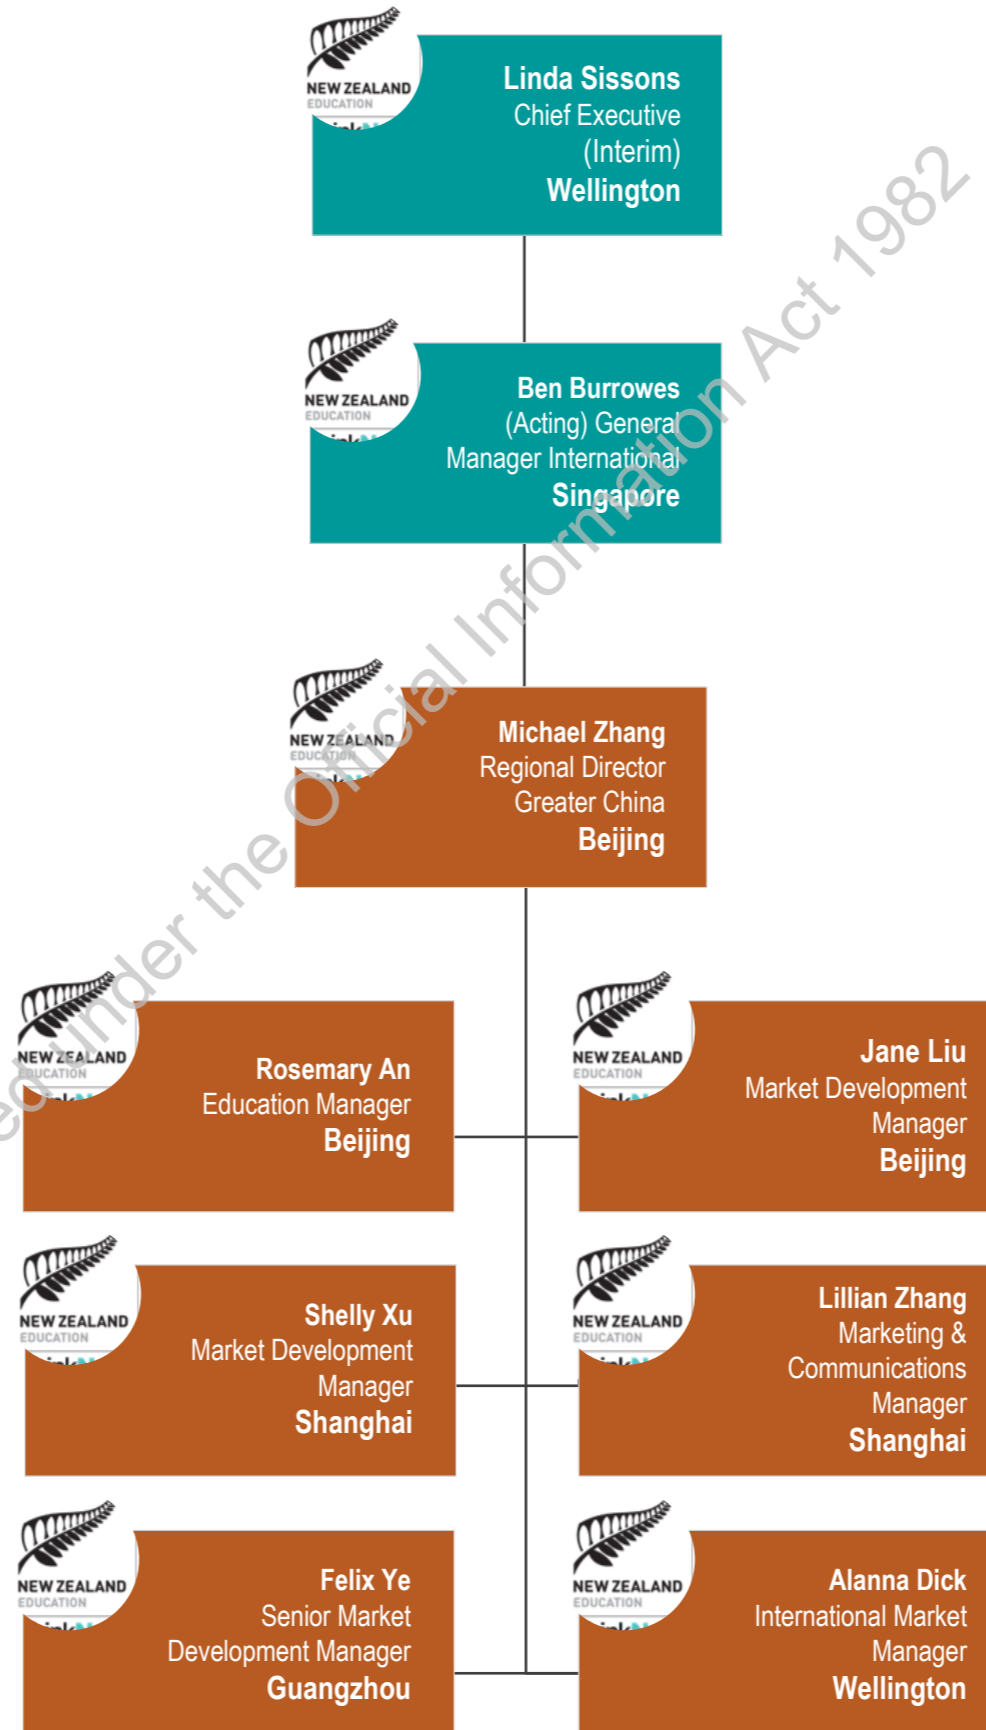 NEW ZEALAND
EDUCATION
Linda Sissons
Chief Executive
(Interim)
Wellington
NEW ZEALAND
EDUCATION
Ben Burrowes
(Acting) General
Manager International
Singapore
NEW ZEALAND
EDUCATION
Michael Zhang
Regional Director
Greater China
Beijing
NEW ZEALAND
EDUCATION
Rosemary An
Education Manager
Beijing
NEW ZEALAND
EDUCATION
Jane Liu
Market Development
Manager
Beijing
NEW ZEALAND
EDUCATION
Shelly Xu
Market Development
Manager
Shanghai
NEW ZEALAND
EDUCATION
Lillian Zhang
Marketing &
Communications
Manager
Shanghai
NEW ZEALAND
EDUCATION
Felix Ye
Senior Market
Development Manager
Guangzhou
NEW ZEALAND
EDUCATION
Alanna Dick
International Market
Manager
Wellington
under the Official Information Act 1982